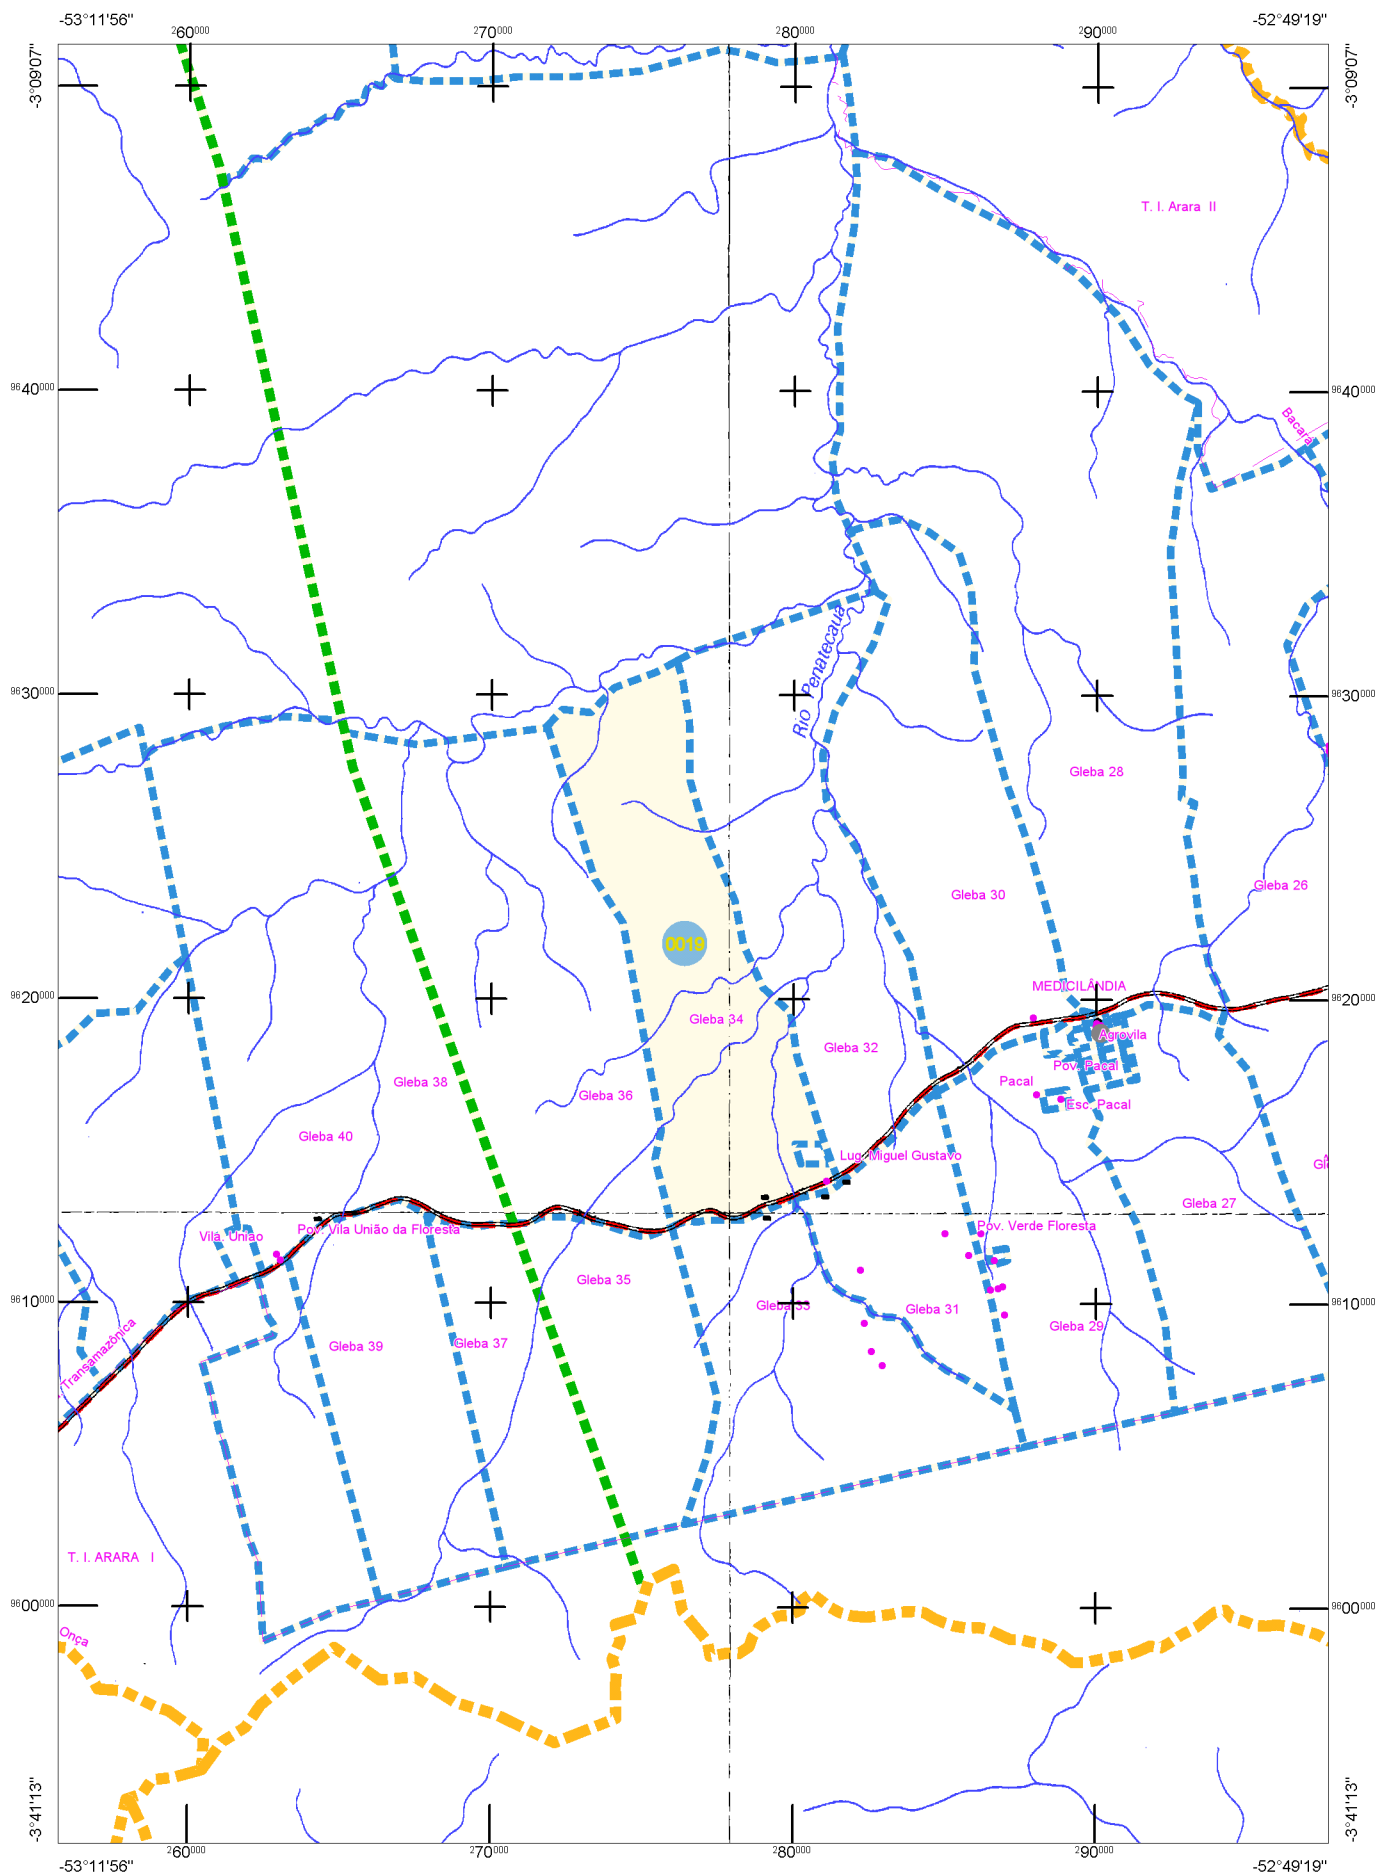 -53°11'56"
-52°49'19"
260000
270000
280000
290000
-3°09'07"
-3°09'07"
T. I. Arara II
9640000
9640000
Bacará
Rio Penatecaua
9630000
9630000
Gleba 28
Gleba 26
Gleba 30
0019
MEDICILÂNDIA
9620000
9620000
Gleba 34
Agrovila
Gleba 32
Pov. Pacal
Gleba 38
Pacal
Gleba 36
Esc. Pacal
Gleba 40
Lug. Miguel Gustavo
Gleba 27
Pov. Vila União da Floresta
Pov. Verde Floresta
Vila União
Gleba 35
9610000
9610000
Gleba 33
Gleba 31
Gleba 29
Transamazônica
Gleba 39
Gleba 37
T. I. ARARA I
9600000
9600000
Onça
-3°41'13"
-3°41'13"
260000
270000
280000
290000
-53°11'56"
-52°49'19"